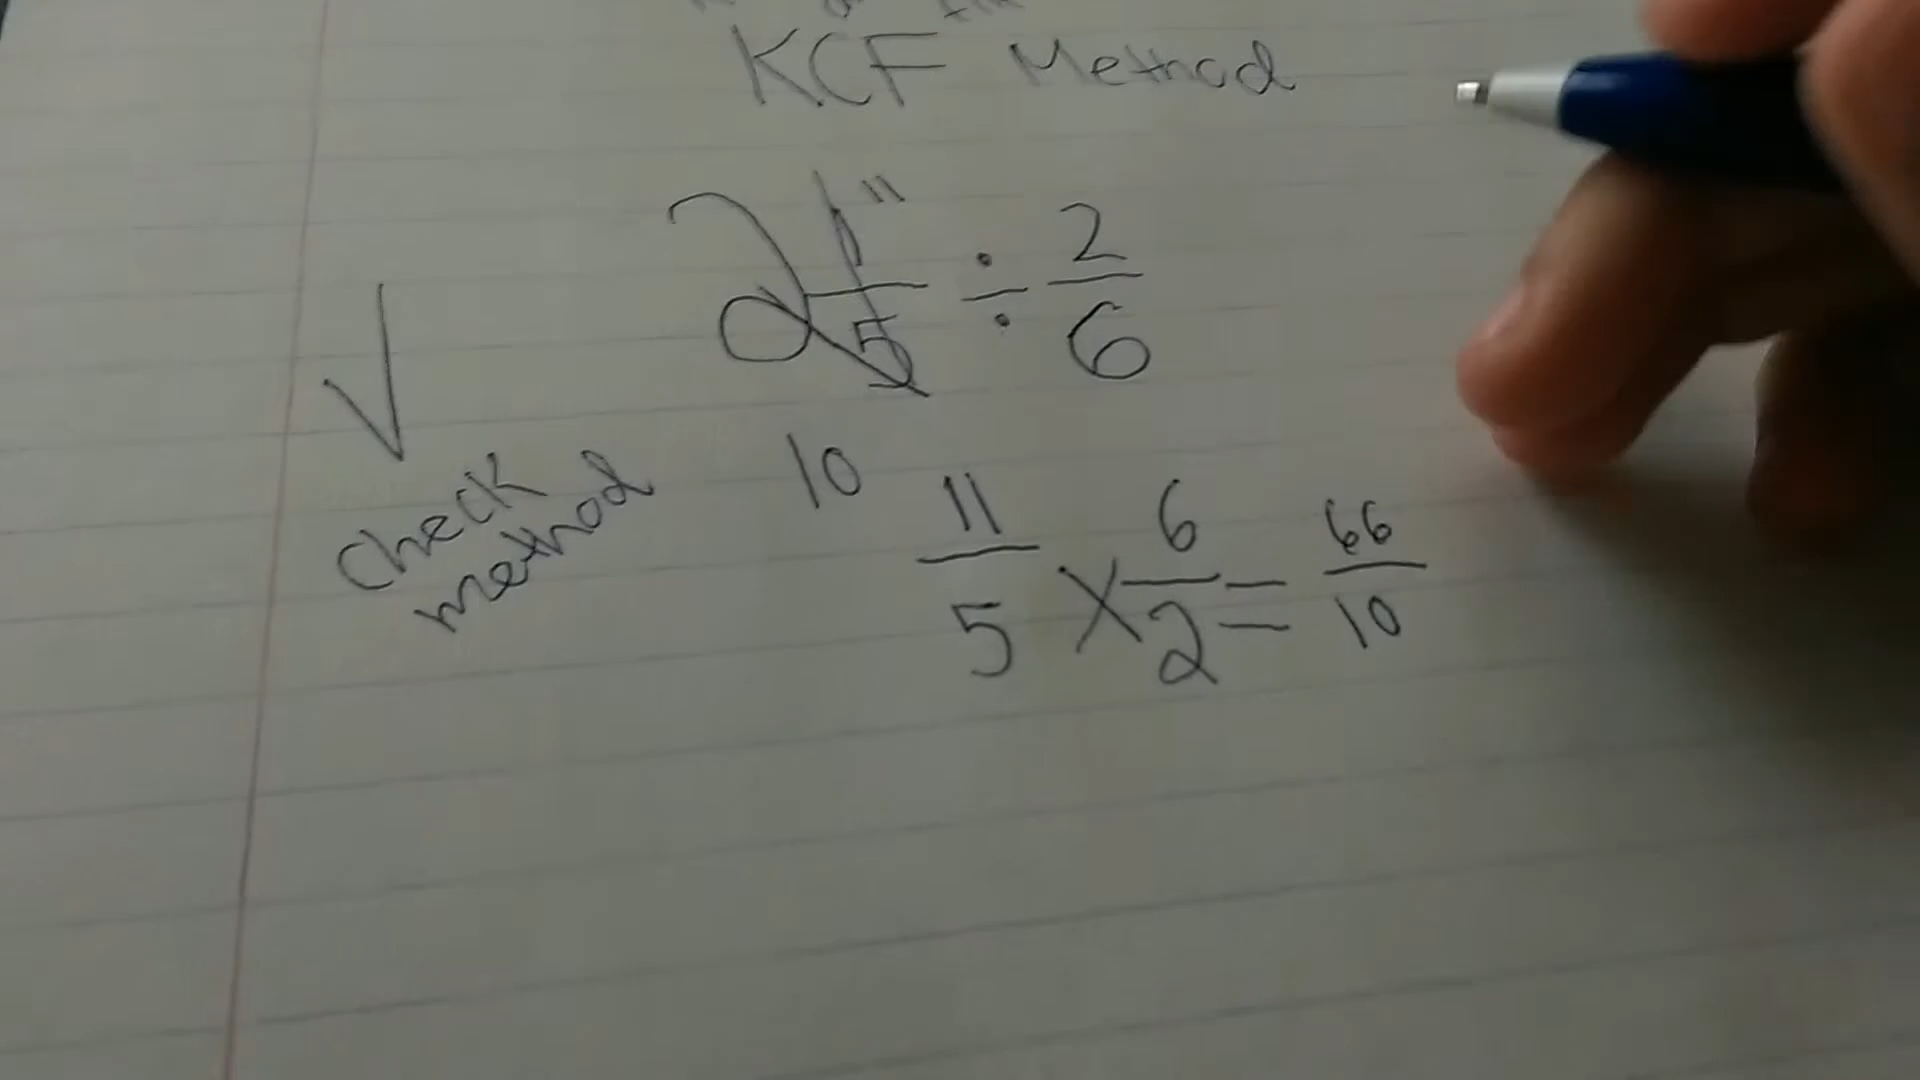 KCF Method
2 1/5 11 ÷ 2/6
√
check
method
10
11/5 × 6/2 = 66/10